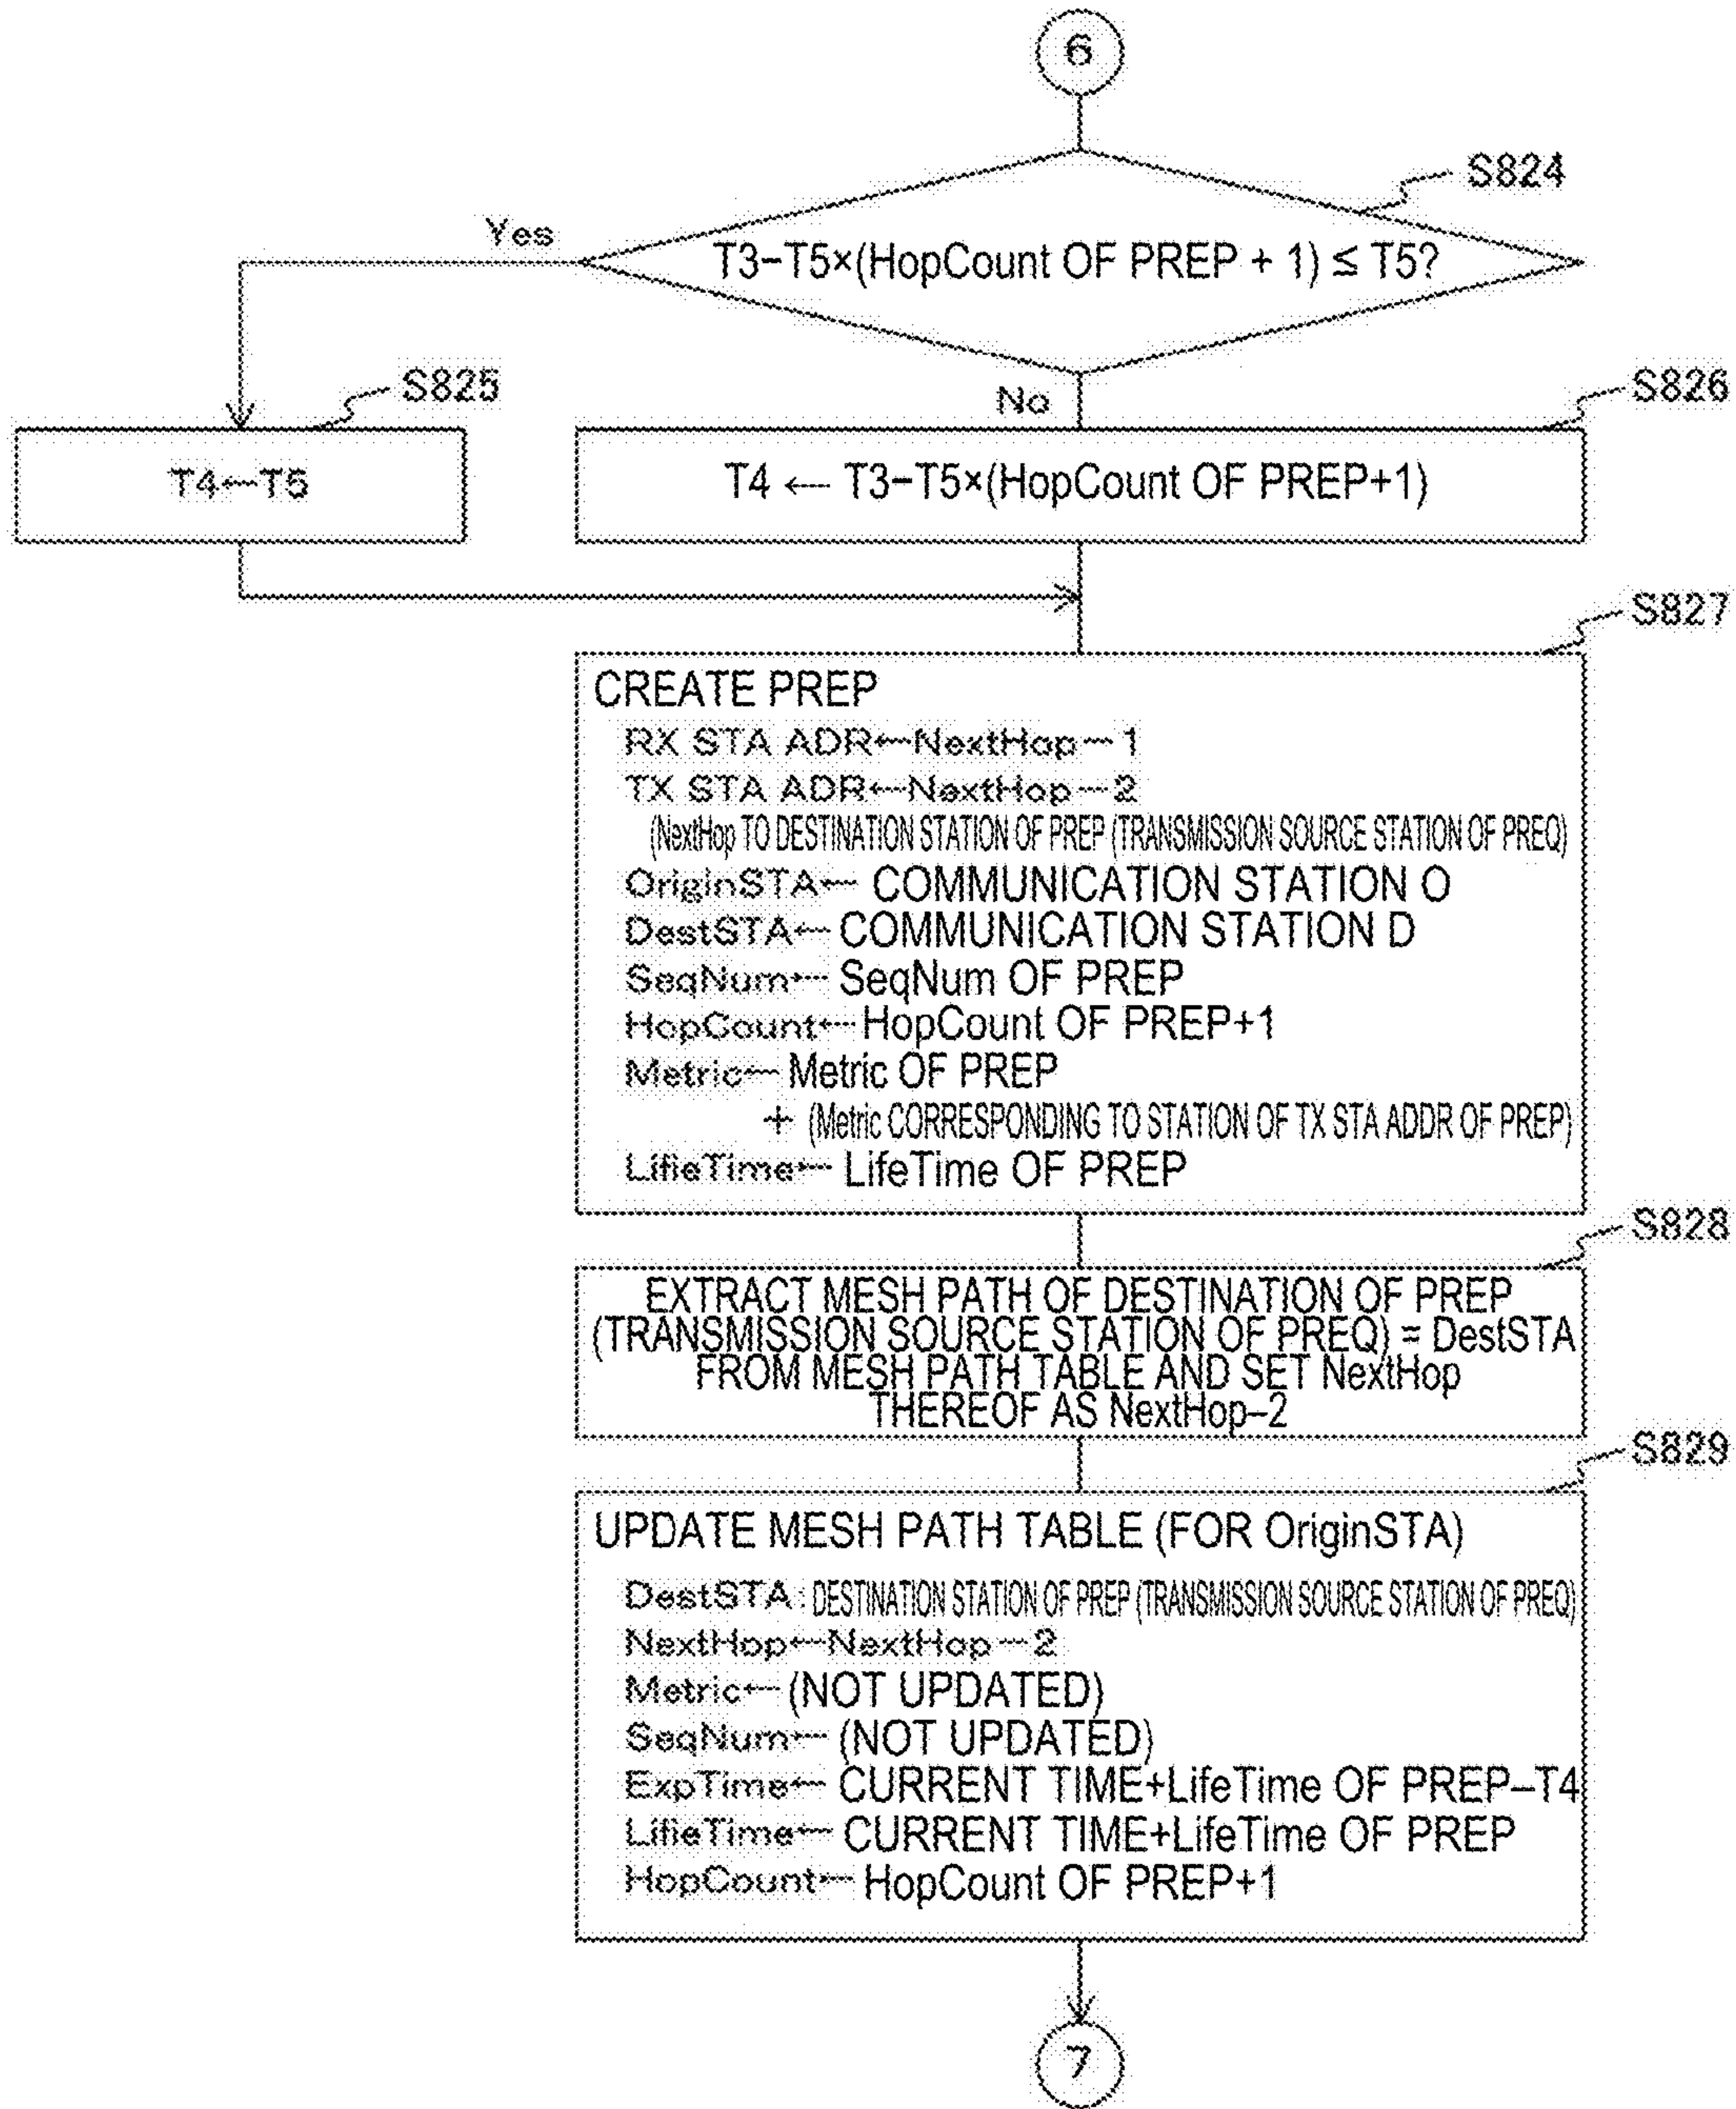 6
S824
Yes
T3−T5×(HopCount OF PREP + 1) ≤ T5?
S825
No
S826
T4←T5
T4 ← T3−T5×(HopCount OF PREP+1)
S827
CREATE PREP
RX STA ADR←NextHop−1
TX STA ADR←NextHop−2
(NextHop TO DESTINATION STATION OF PREP (TRANSMISSION SOURCE STATION OF PREQ)
OriginSTA← COMMUNICATION STATION O
DestSTA← COMMUNICATION STATION D
SeqNum← SeqNum OF PREP
HopCount← HopCount OF PREP+1
Metric← Metric OF PREP
+ (Metric CORRESPONDING TO STATION OF TX STA ADDR OF PREP)
LifieTime← LifeTime OF PREP
S828
EXTRACT MESH PATH OF DESTINATION OF PREP
(TRANSMISSION SOURCE STATION OF PREQ) = DestSTA
FROM MESH PATH TABLE AND SET NextHop
THEREOF AS NextHop–2
S829
UPDATE MESH PATH TABLE (FOR OriginSTA)
DestSTA: DESTINATION STATION OF PREP (TRANSMISSION SOURCE STATION OF PREQ)
NextHop←NextHop−2
Metric← (NOT UPDATED)
SeqNum← (NOT UPDATED)
ExpTime← CURRENT TIME+LifeTime OF PREP–T4
LifieTime← CURRENT TIME+LifeTime OF PREP
HopCount← HopCount OF PREP+1
7